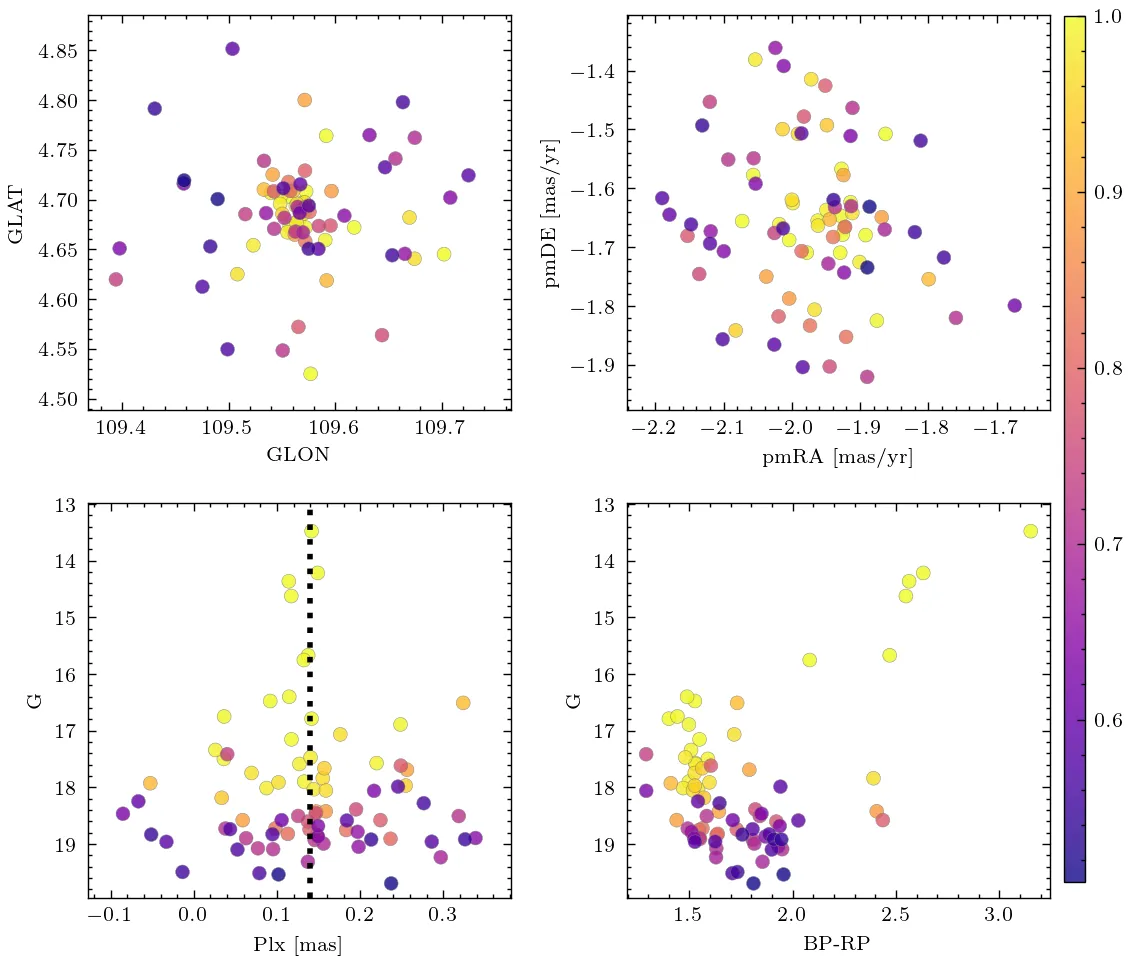 4.85
4.80
4.75
4.70
4.65
4.60
4.55
4.50
GLAT
109.4 109.5 109.6 109.7
GLON
−1.4
−1.5
−1.6
−1.7
−1.8
−1.9
pmDE [mas/yr]
−2.2 −2.1 −2.0 −1.9 −1.8 −1.7
pmRA [mas/yr]
1.0
0.9
0.8
0.7
0.6
13
14
15
16
17
18
19
G
−0.1 0.0 0.1 0.2 0.3
Plx [mas]
13
14
15
16
17
18
19
G
1.5 2.0 2.5 3.0
BP-RP